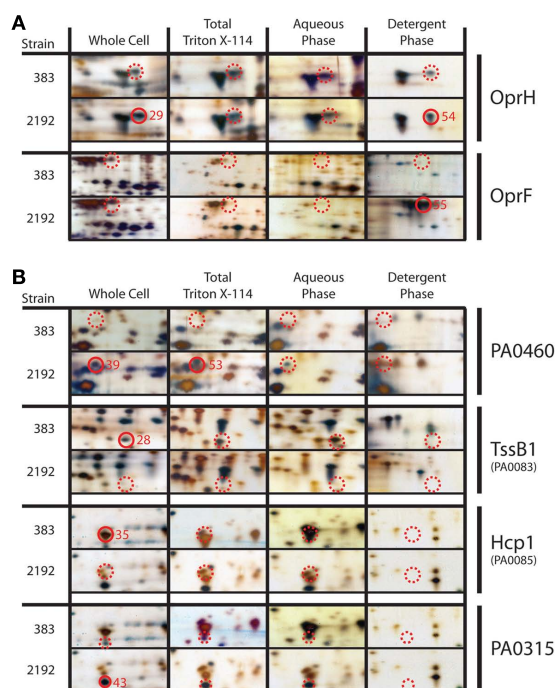 A
Strain
Whole Cell
Total
Triton X-114
Aqueous
Phase
Detergent
Phase
383
2192
29
54
OprH
383
2192
55
OprF
B
Strain
Whole Cell
Total
Triton X-114
Aqueous
Phase
Detergent
Phase
383
2192
39
53
PA0460
383
28
2192
TssB1
(PA0083)
383
35
2192
Hcp1
(PA0085)
383
2192
43
PA0315